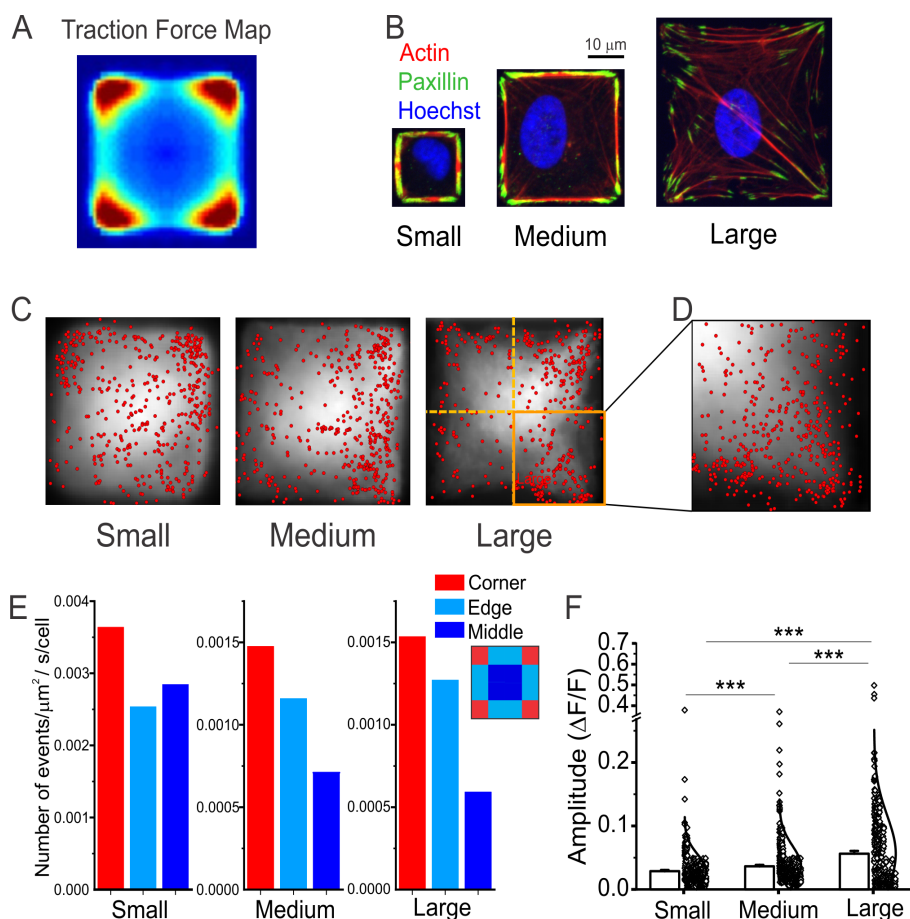 A
Traction Force Map
B
Actin
Paxillin
Hoechst
10 μm
Small
Medium
Large
C
D
Small
Medium
Large
E
Number of events/μm² / s/cell
0.004
0.003
0.002
0.001
0.000
Small
0.0015
0.0010
0.0005
0.0000
Medium
0.0015
0.0010
0.0005
0.0000
Large
Corner
Edge
Middle
F
Amplitude (ΔF/F)
0.7
0.6
0.5
0.4
0.2
0.1
0.0
***
***
***
Small
Medium
Large